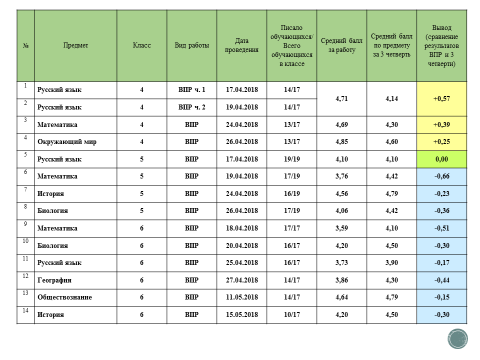 № Предмет Класс Вид работы Дата проведения Писало обучающихся/ Всего обучающихся в классе Средний балл за работу Средний балл по предмету за 3 четверть Вывод (сравнение результатов ВПР и 3 четверти)
1 Русский язык 4 ВПР ч. 1 17.04.2018 14/17 4,71 4,14 +0,57
2 Русский язык 4 ВПР ч. 2 19.04.2018 14/17
3 Математика 4 ВПР 24.04.2018 13/17 4,69 4,30 +0,39
4 Окружающий мир 4 ВПР 26.04.2018 13/17 4,85 4,60 +0,25
5 Русский язык 5 ВПР 17.04.2018 19/19 4,10 4,10 0,00
6 Математика 5 ВПР 19.04.2018 17/19 3,76 4,42 -0,66
7 История 5 ВПР 24.04.2018 16/19 4,56 4,79 -0,23
8 Биология 5 ВПР 26.04.2018 17/19 4,06 4,42 -0,36
9 Математика 6 ВПР 18.04.2018 17/17 3,59 4,10 -0,51
10 Биология 6 ВПР 20.04.2018 16/17 4,20 4,50 -0,30
11 Русский язык 6 ВПР 25.04.2018 16/17 3,73 3,90 -0,17
12 География 6 ВПР 27.04.2018 14/17 3,86 4,30 -0,44
13 Обществознание 6 ВПР 11.05.2018 14/17 4,64 4,79 -0,15
14 История 6 ВПР 15.05.2018 10/17 4,20 4,50 -0,30